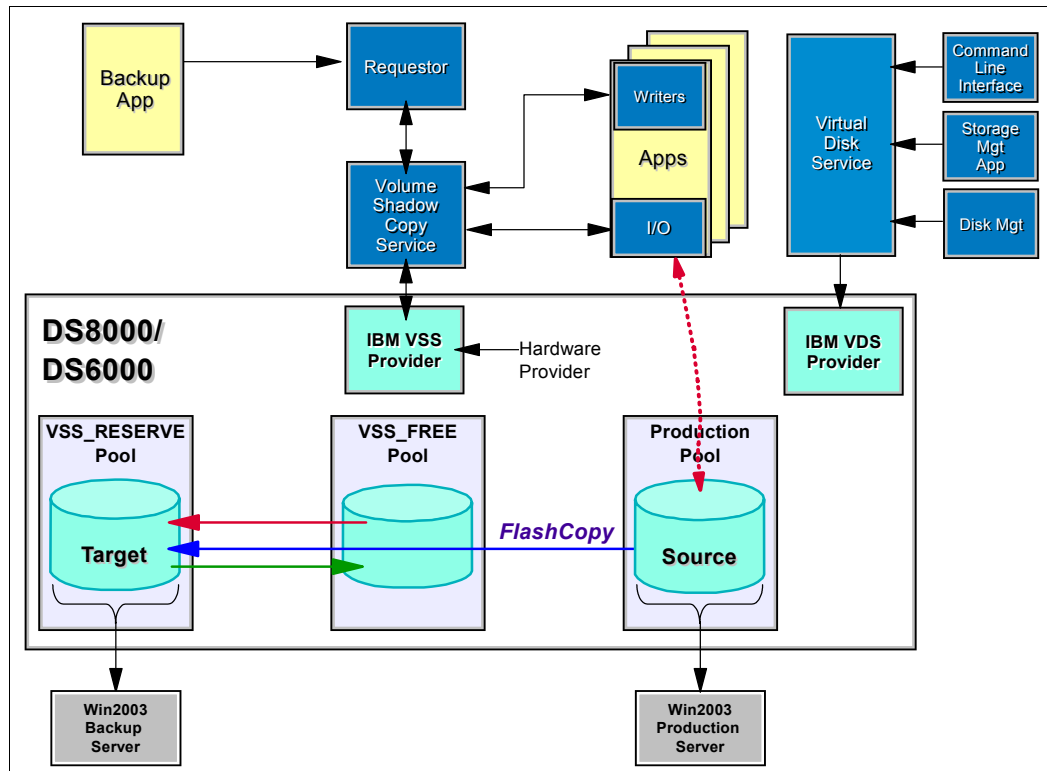 Backup
App
Requestor
Writers
Apps
I/O
Volume
Shadow
Copy
Service
Virtual
Disk
Service
Command
Line
Interface
Storage
Mgt
App
Disk Mgt
DS8000/
DS6000
IBM VSS
Provider
Hardware
Provider
IBM VDS
Provider
VSS_RESERVE
Pool
VSS_FREE
Pool
Production
Pool
Target
FlashCopy
Source
Win2003
Backup
Server
Win2003
Production
Server